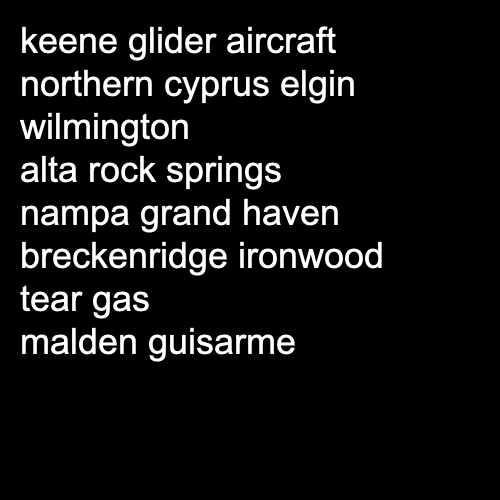 keene glider aircraft
northern cyprus elgin
wilmington
alta rock springs
nampa grand haven
breckenridge ironwood
tear gas
malden guisarme